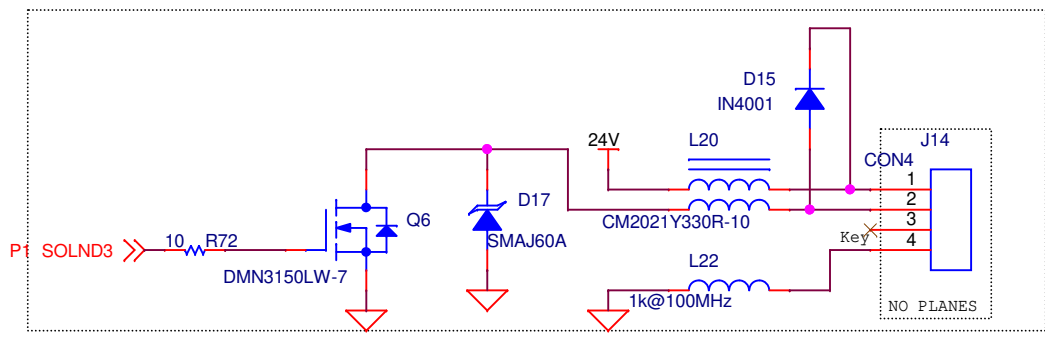 D15
IN4001
24V
L20
J14
CON4
1
2
3
4
Key
CM2021Y330R-10
D17
SMAJ60A
Q6
P1 SOLND3
10
R72
DMN3150LW-7
L22
1k@100MHz
NO PLANES